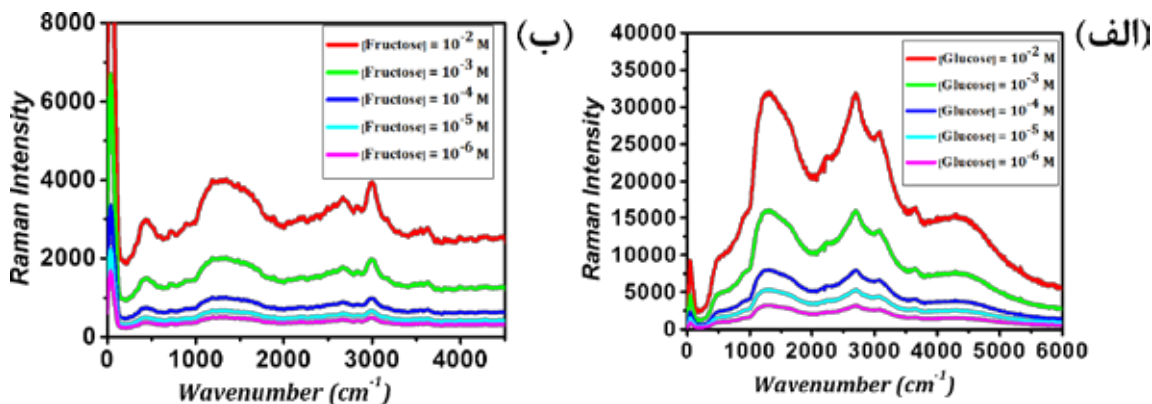 (ب)
8000
6000
4000
2000
0
Raman Intensity
[Fructose] = 10⁻² M
[Fructose] = 10⁻³ M
[Fructose] = 10⁻⁴ M
[Fructose] = 10⁻⁵ M
[Fructose] = 10⁻⁶ M
0 1000 2000 3000 4000
Wavenumber (cm⁻¹)
(الف)
40000
35000
30000
25000
20000
15000
10000
5000
0
Raman Intensity
[Glucose] = 10⁻² M
[Glucose] = 10⁻³ M
[Glucose] = 10⁻⁴ M
[Glucose] = 10⁻⁵ M
[Glucose] = 10⁻⁶ M
0 1000 2000 3000 4000 5000 6000
Wavenumber (cm⁻¹)